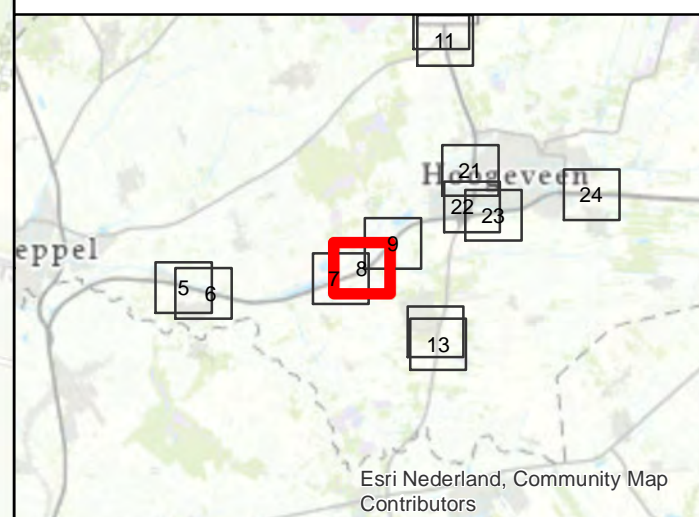 11
21
Hoogeveen
24
22
23
9
eppel
8
7
5
6
13
Esri Nederland, Community Map
Contributors